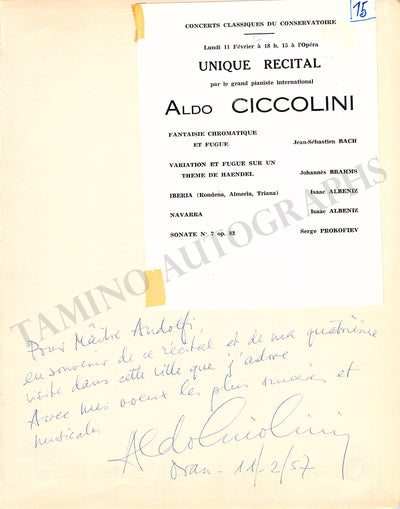 15
CONCERTS CLASSIQUES DU CONSERVATOIRE
Lundi 11 Février à 18 h. 15 à l'Opéra
UNIQUE RECITAL
par le grand pianiste international
ALDO CICCOLINI
FANTAISIE CHROMATIQUE
ET FUGUE Jean-Sébastien BACH
VARIATION ET FUGUE SUR UN
THEME DE HAENDEL Johannès BRAHMS
IBERIA (Rondena, Almeria, Triana) Isaac ALBENIZ
NAVARRA Isaac ALBENIZ
SONATE N° 7 op. 83 Serge PROKOFIEV
TAMINO AUTOGRAPHS
Pour Maître Andolfi,
en souvenir de ce récital et de ma quatrième
visite dans cette ville que j'adore
Avec mes voeux les plus sincères et
musicales
Aldo Ciccolini
Oran - 11/2/57